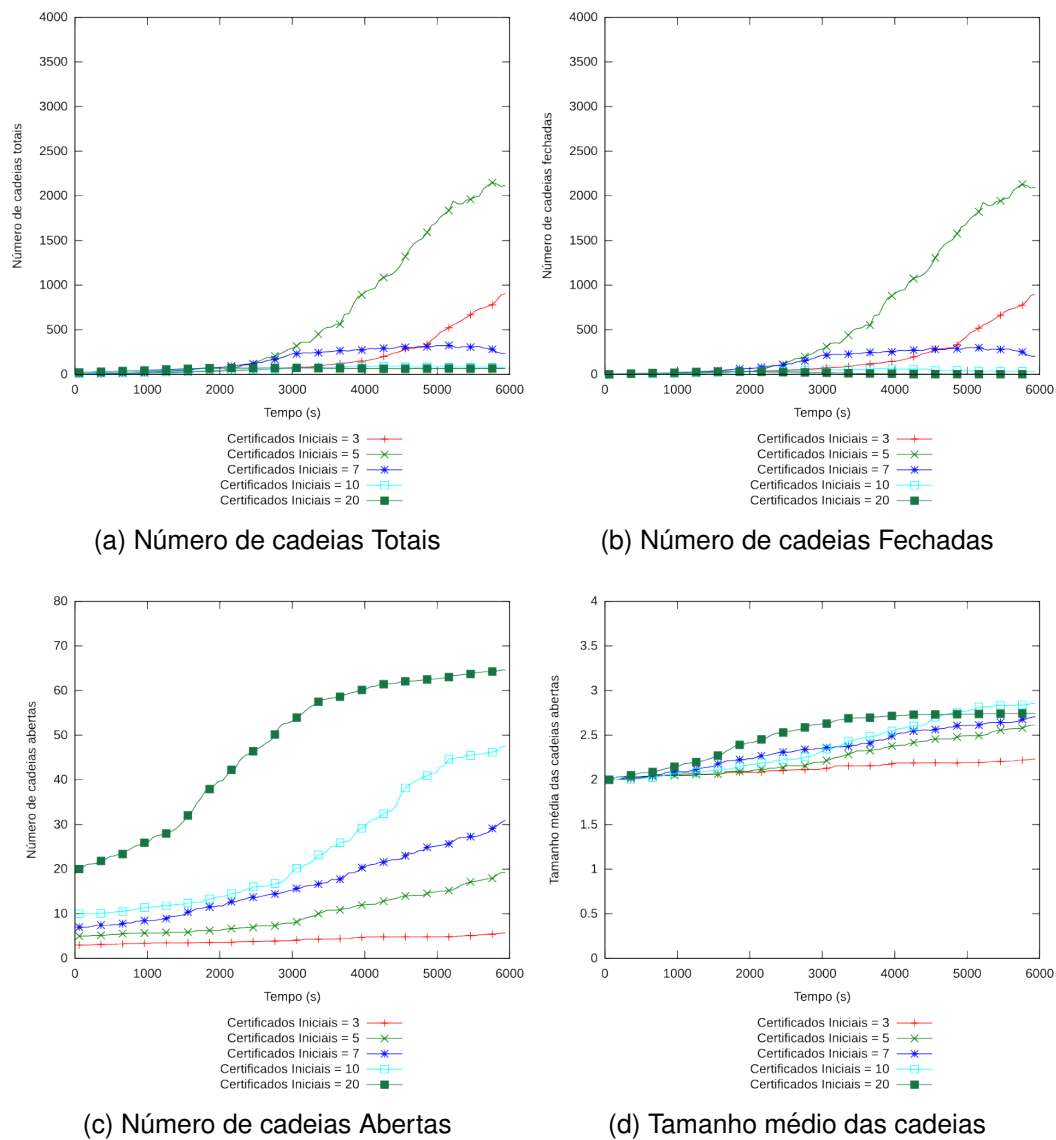 4000
3500
3000
2500
2000
1500
1000
500
0
Número de cadeias totais
0 1000 2000 3000 4000 5000 6000
Tempo (s)
Certificados Iniciais = 3
Certificados Iniciais = 5
Certificados Iniciais = 7
Certificados Iniciais = 10
Certificados Iniciais = 20
(a) Número de cadeias Totais
4000
3500
3000
2500
2000
1500
1000
500
0
Número de cadeias fechadas
0 1000 2000 3000 4000 5000 6000
Tempo (s)
Certificados Iniciais = 3
Certificados Iniciais = 5
Certificados Iniciais = 7
Certificados Iniciais = 10
Certificados Iniciais = 20
(b) Número de cadeias Fechadas
80
70
60
50
40
30
20
10
0
Número de cadeias abertas
0 1000 2000 3000 4000 5000 6000
Tempo (s)
Certificados Iniciais = 3
Certificados Iniciais = 5
Certificados Iniciais = 7
Certificados Iniciais = 10
Certificados Iniciais = 20
(c) Número de cadeias Abertas
4
3.5
3
2.5
2
1.5
1
0.5
0
Tamanho média das cadeias abertas
0 1000 2000 3000 4000 5000 6000
Tempo (s)
Certificados Iniciais = 3
Certificados Iniciais = 5
Certificados Iniciais = 7
Certificados Iniciais = 10
Certificados Iniciais = 20
(d) Tamanho médio das cadeias